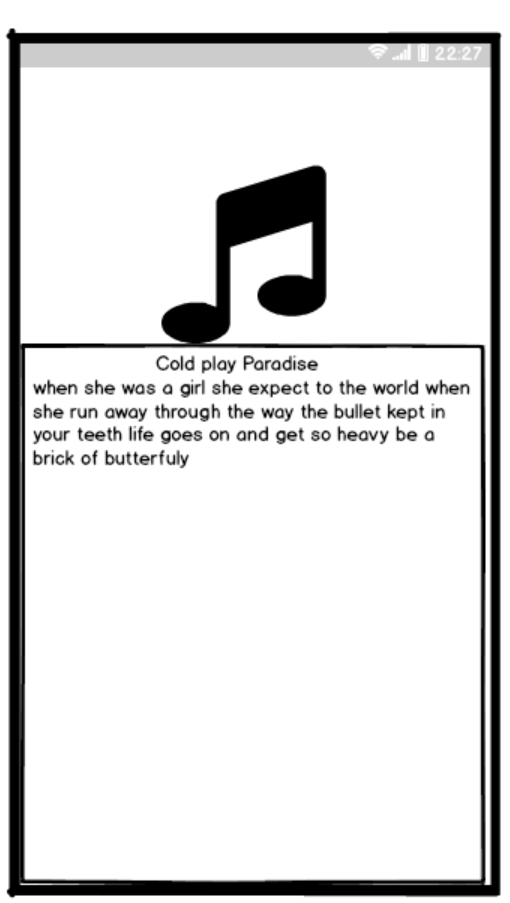 22:27
Cold play Paradise
when she was a girl she expect to the world when
she run away through the way the bullet kept in
your teeth life goes on and get so heavy be a
brick of butterfuly